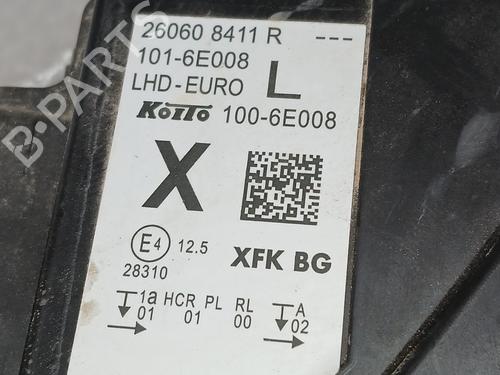 26060 8411 R ---
101-6E008
LHD-EURO L
KOITO 100-6E008
X
E4 12.5
28310
XFK BG
1a HCR PL RL A
01 01 00 02
B-PARTS